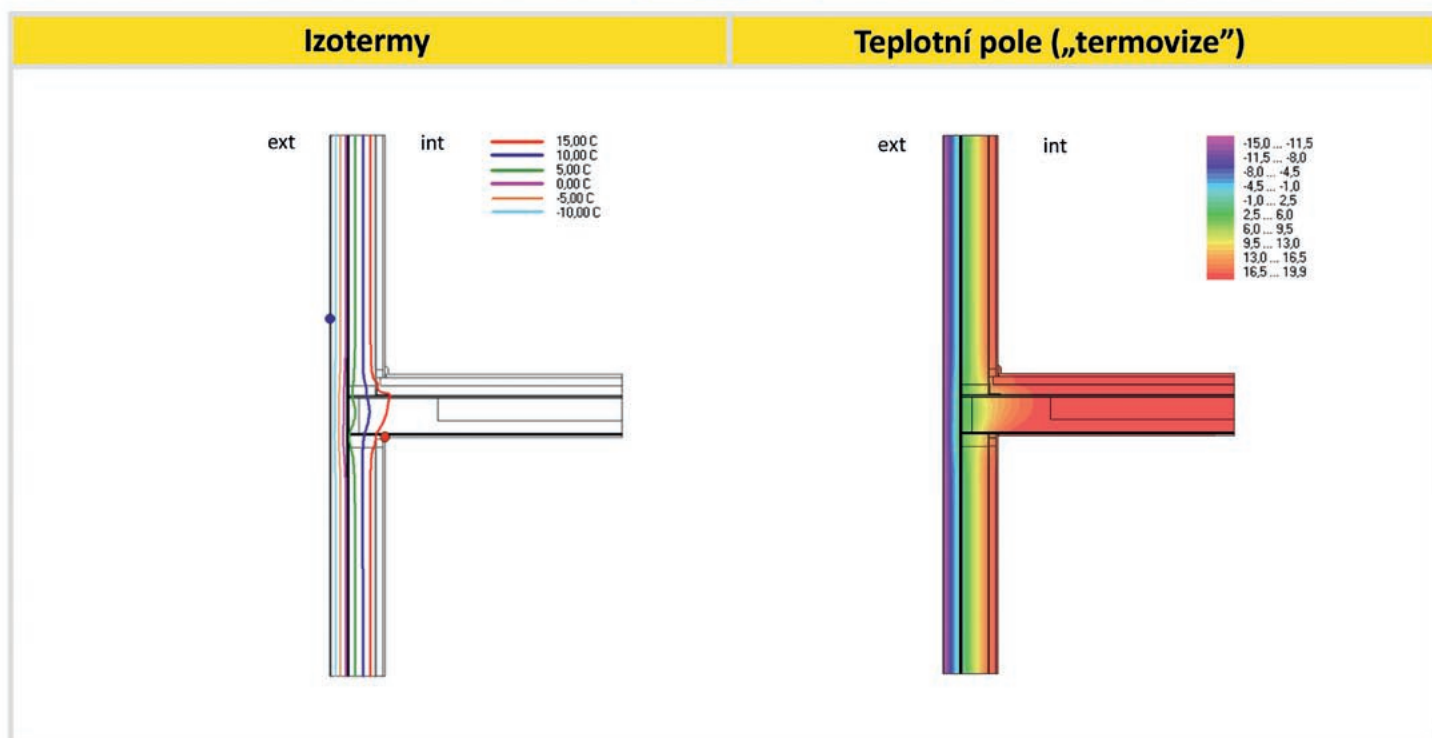 Izotermy
Teplotní pole („termovize”)
ext
int
15,00 C
10,00 C
5,00 C
0,00 C
-5,00 C
-10,00 C
ext
int
-15,0 ... -11,5
-11,5 ... -8,0
-8,0 ... -4,5
-4,5 ... -1,0
-1,0 ... 2,5
2,5 ... 6,0
6,0 ... 9,5
9,5 ... 13,0
13,0 ... 16,5
16,5 ... 19,9